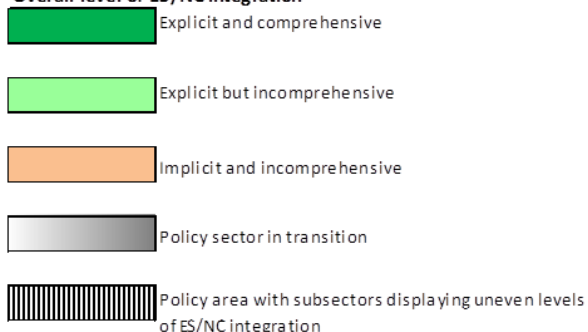 Overall level of ES/NC integration
Explicit and comprehensive
Explicit but incomprehensive
Implicit and incomprehensive
Policy sector in transition
Policy area with subsectors displaying uneven levels
of ES/NC integration